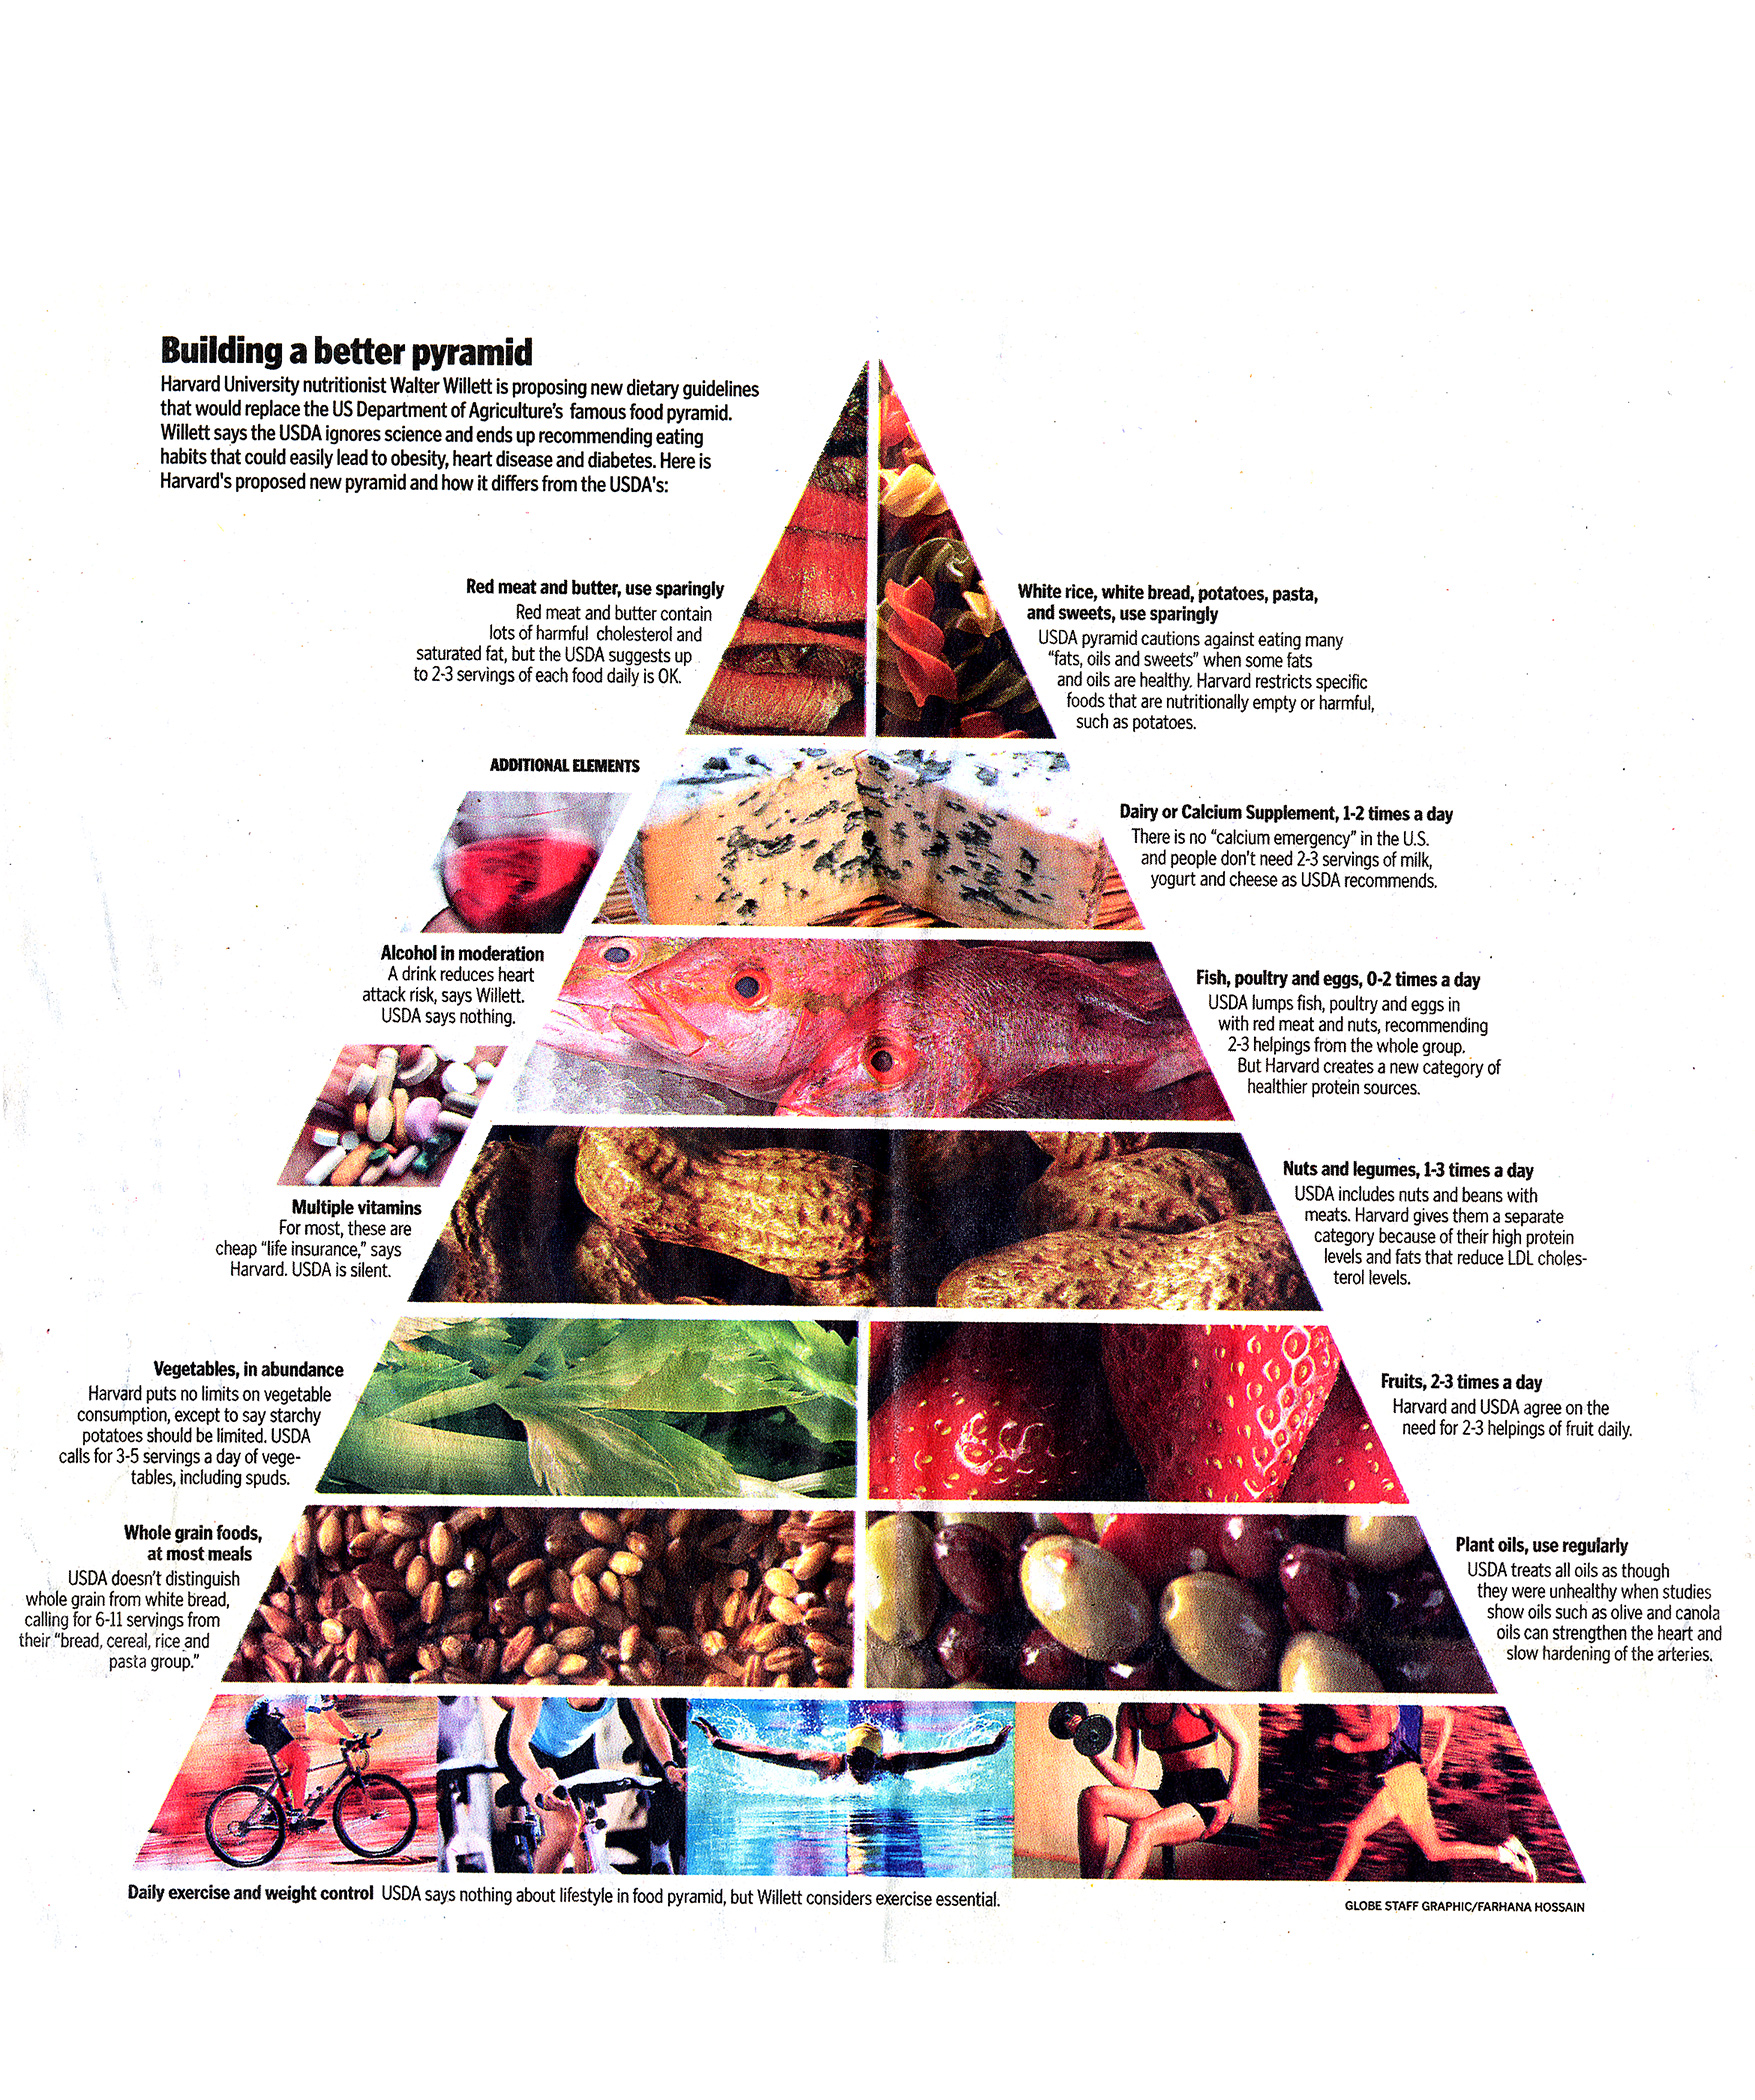 Building a better pyramid
Harvard University nutritionist Walter Willett is proposing new dietary guidelines
that would replace the US Department of Agriculture's famous food pyramid.
Willett says the USDA ignores science and ends up recommending eating
habits that could easily lead to obesity, heart disease and diabetes. Here is
Harvard's proposed new pyramid and how it differs from the USDA's:
Red meat and butter, use sparingly
Red meat and butter contain
lots of harmful cholesterol and
saturated fat, but the USDA suggests up
to 2-3 servings of each food daily is OK.
White rice, white bread, potatoes, pasta,
and sweets, use sparingly
USDA pyramid cautions against eating many
"fats, oils and sweets" when some fats
and oils are healthy. Harvard restricts specific
foods that are nutritionally empty or harmful,
such as potatoes.
ADDITIONAL ELEMENTS
Dairy or Calcium Supplement, 1-2 times a day
There is no "calcium emergency" in the U.S.
and people don't need 2-3 servings of milk,
yogurt and cheese as USDA recommends.
Alcohol in moderation
A drink reduces heart
attack risk, says Willett.
USDA says nothing.
Fish, poultry and eggs, 0-2 times a day
USDA lumps fish, poultry and eggs in
with red meat and nuts, recommending
2-3 helpings from the whole group.
But Harvard creates a new category of
healthier protein sources.
Multiple vitamins
For most, these are
cheap "life insurance," says
Harvard. USDA is silent.
Nuts and legumes, 1-3 times a day
USDA includes nuts and beans with
meats. Harvard gives them a separate
category because of their high protein
levels and fats that reduce LDL choles-
terol levels.
Vegetables, in abundance
Harvard puts no limits on vegetable
consumption, except to say starchy
potatoes should be limited. USDA
calls for 3-5 servings a day of vege-
tables, including spuds.
Fruits, 2-3 times a day
Harvard and USDA agree on the
need for 2-3 helpings of fruit daily.
Whole grain foods,
at most meals
USDA doesn't distinguish
whole grain from white bread,
calling for 6-11 servings from
their "bread, cereal, rice and
pasta group."
Plant oils, use regularly
USDA treats all oils as though
they were unhealthy when studies
show oils such as olive and canola
oils can strengthen the heart and
slow hardening of the arteries.
Daily exercise and weight control USDA says nothing about lifestyle in food pyramid, but Willett considers exercise essential.
GLOBE STAFF GRAPHIC/FARHANA HOSSAIN